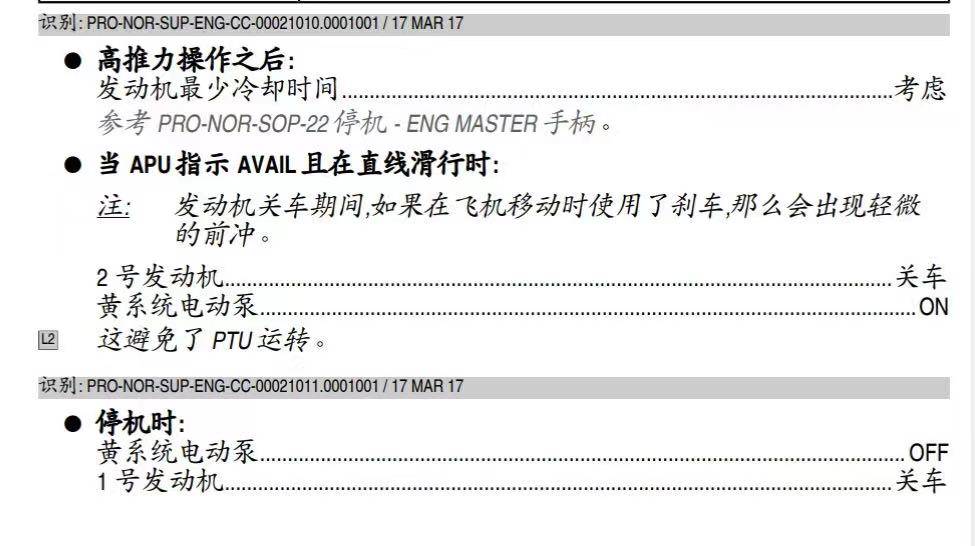 识别: PRO-NOR-SUP-ENG-CC-00021010.0001001 / 17 MAR 17
● 高推力操作之后:
发动机最少冷却时间......................................................................................考虑
参考 PRO-NOR-SOP-22 停机 - ENG MASTER 手柄。
● 当 APU 指示 AVAIL 且在直线滑行时:
注: 发动机关车期间,如果在飞机移动时使用了刹车,那么会出现轻微
的前冲。
2 号发动机......................................................................................关车
黄系统电动泵......................................................................................ON
L2 这避免了 PTU 运转。
识别: PRO-NOR-SUP-ENG-CC-00021011.0001001 / 17 MAR 17
● 停机时:
黄系统电动泵......................................................................................OFF
1 号发动机......................................................................................关车